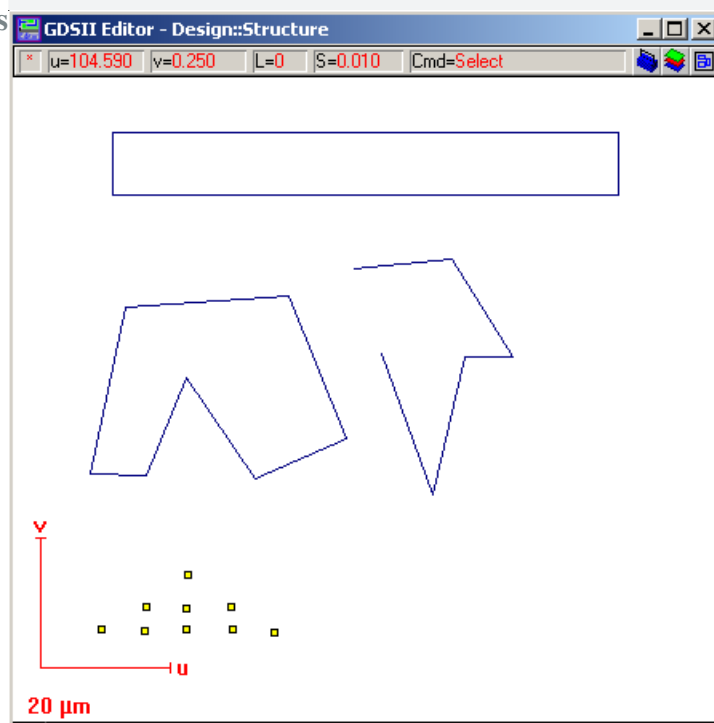 s
GDSII Editor - Design::Structure
* u=104.590 v=0.250 L=0 S=0.010 Cmd=Select
v
u
20 µm